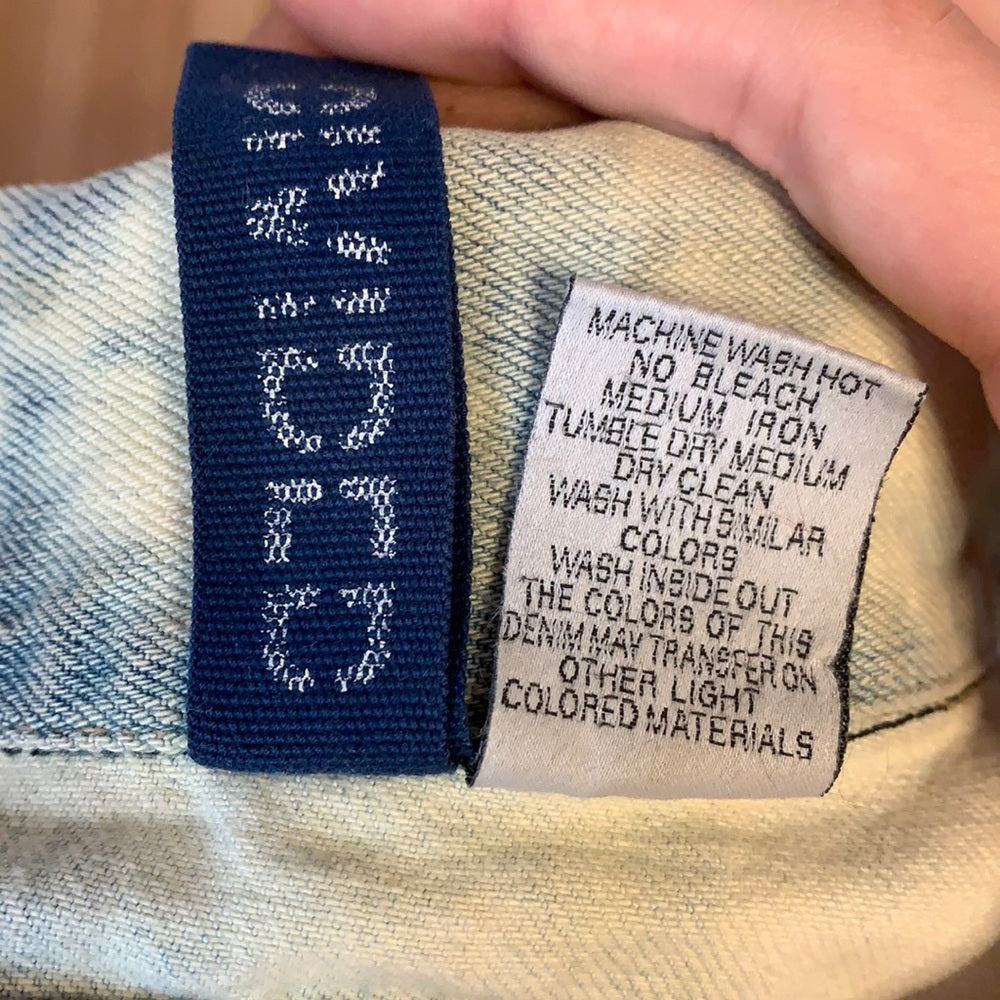 DIVIDED
MACHINE WASH HOT
NO BLEACH
MEDIUM IRON
TUMBLE DRY MEDIUM
DRY CLEAN
WASH WITH SIMILAR
COLORS
WASH INSIDE OUT
THE COLORS OF THIS
DENIM MAY TRANSFER ON
OTHER LIGHT
COLORED MATERIALS